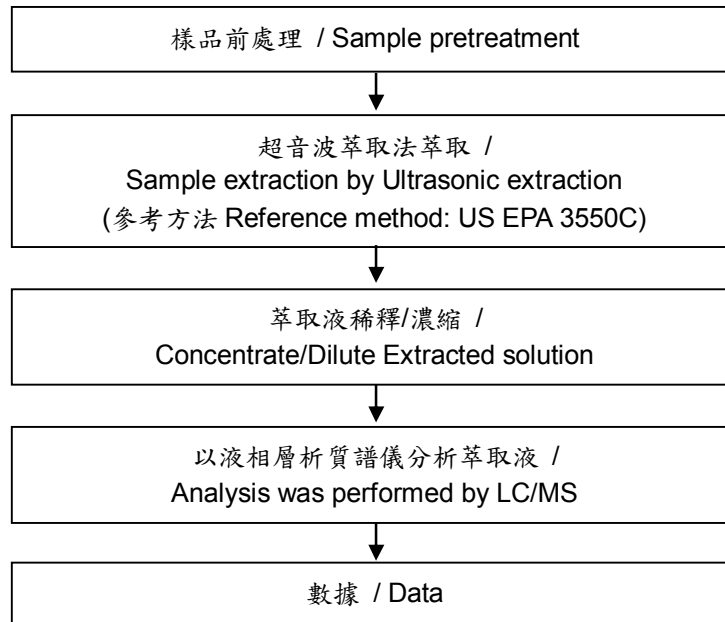 樣品前處理 / Sample pretreatment
超音波萃取法萃取 /
Sample extraction by Ultrasonic extraction
(參考方法 Reference method: US EPA 3550C)
萃取液稀釋/濃縮 /
Concentrate/Dilute Extracted solution
以液相層析質譜儀分析萃取液 /
Analysis was performed by LC/MS
數據 / Data